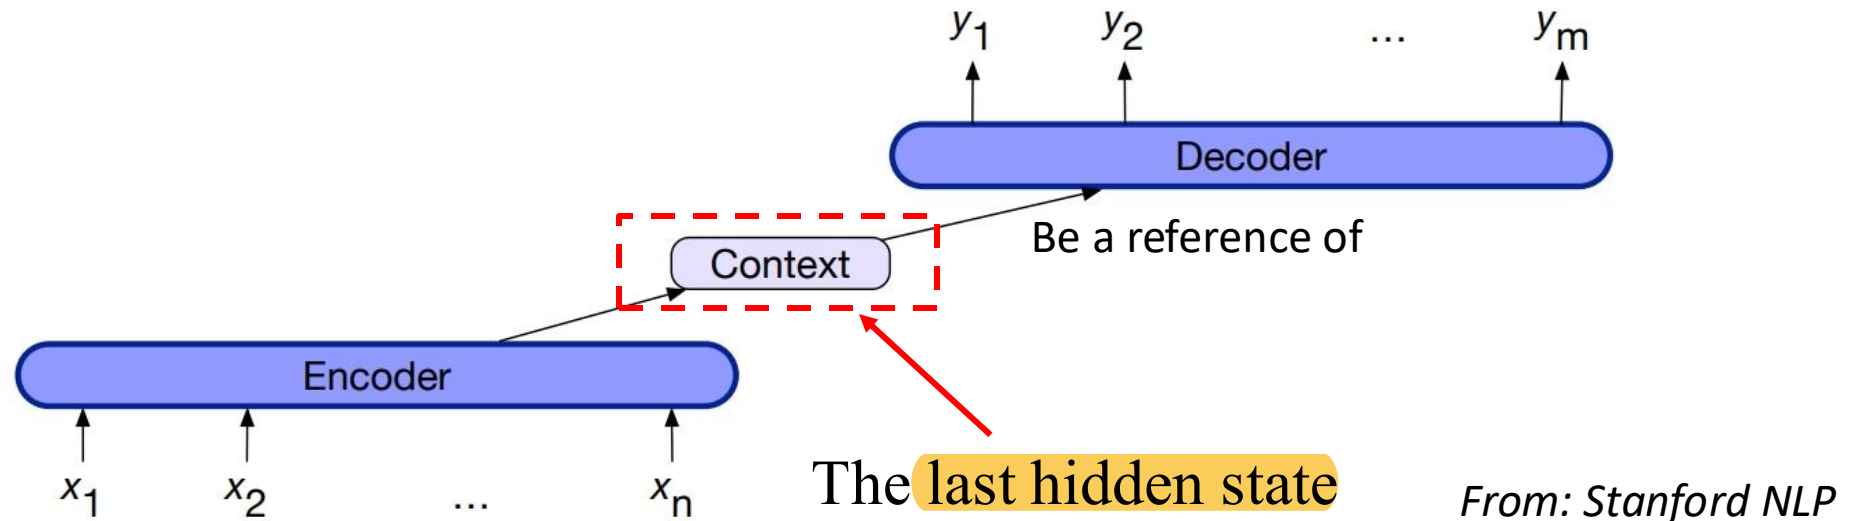 y1 y2 ... ym
Decoder
Be a reference of
Context
Encoder
x1 x2 ... xn
The last hidden state
From: Stanford NLP